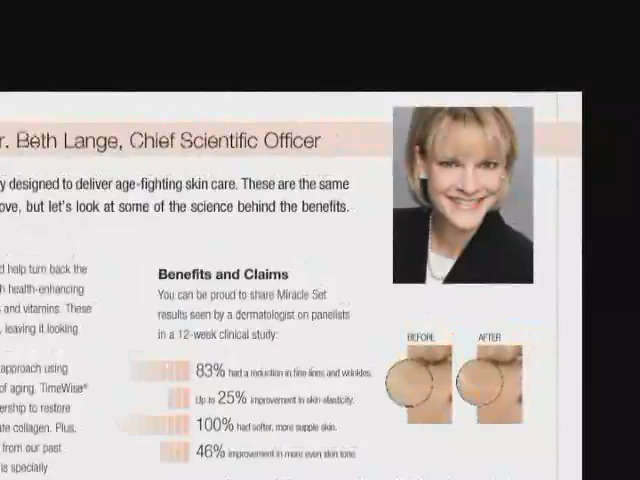 r. Beth Lange, Chief Scientific Officer
y designed to deliver age-fighting skin care. These are the same
ove, but let's look at some of the science behind the benefits.
d help turn back the
h health-enhancing
and vitamins. These
, leaving it looking
approach using
of aging. TimeWise®
ership to restore
te collagen. Plus,
from our past
is specially
Benefits and Claims
You can be proud to share Miracle Set
results seen by a dermatologist on panelists
in a 12-week clinical study:
83% had a reduction in fine lines and wrinkles.
Up to 25% improvement in skin elasticity.
100% had softer, more supple skin.
46% improvement in more even skin tone.
BEFORE
AFTER